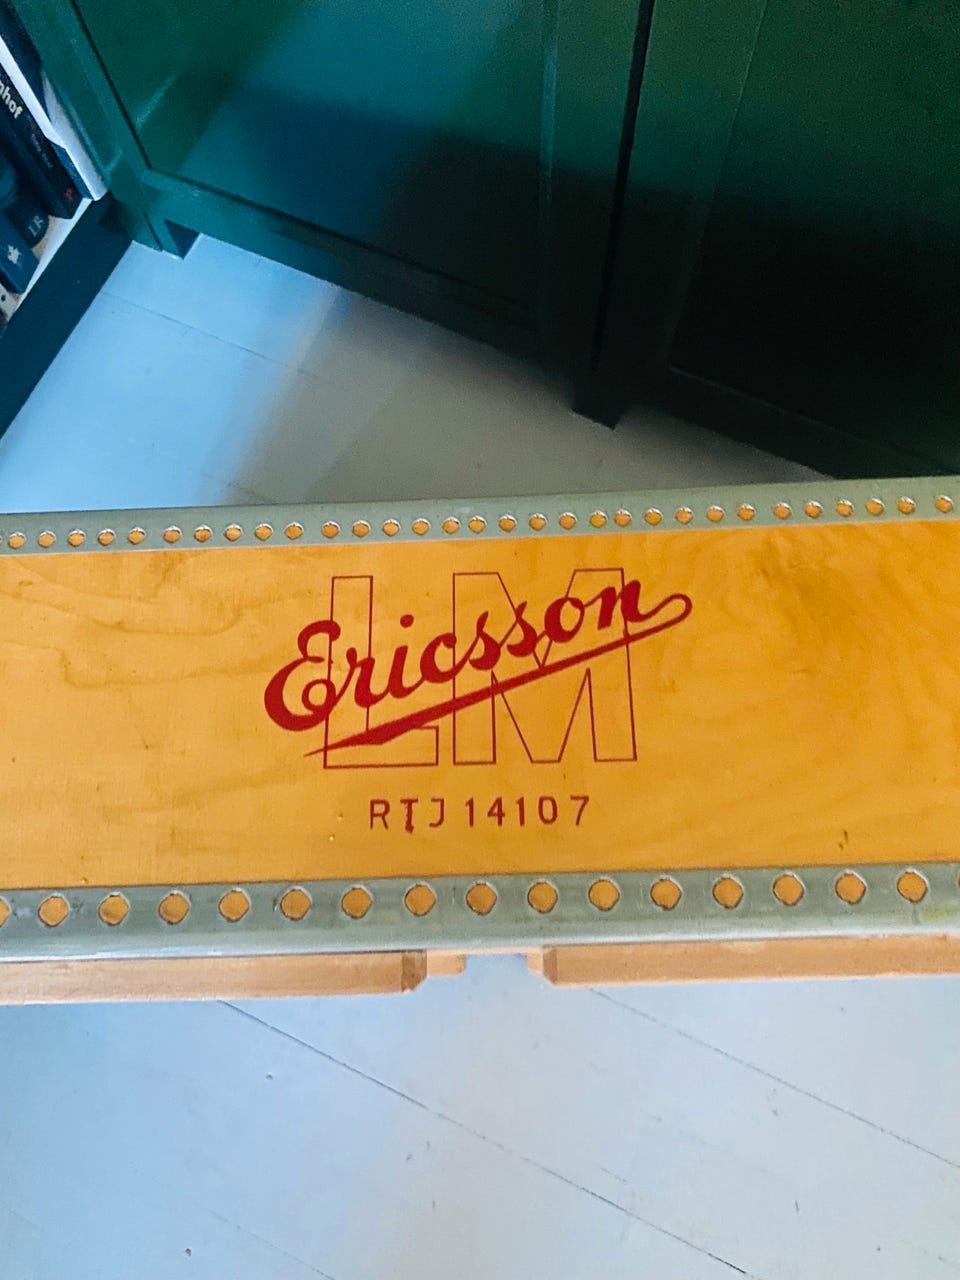 LM
Ericsson
RTJ 14107